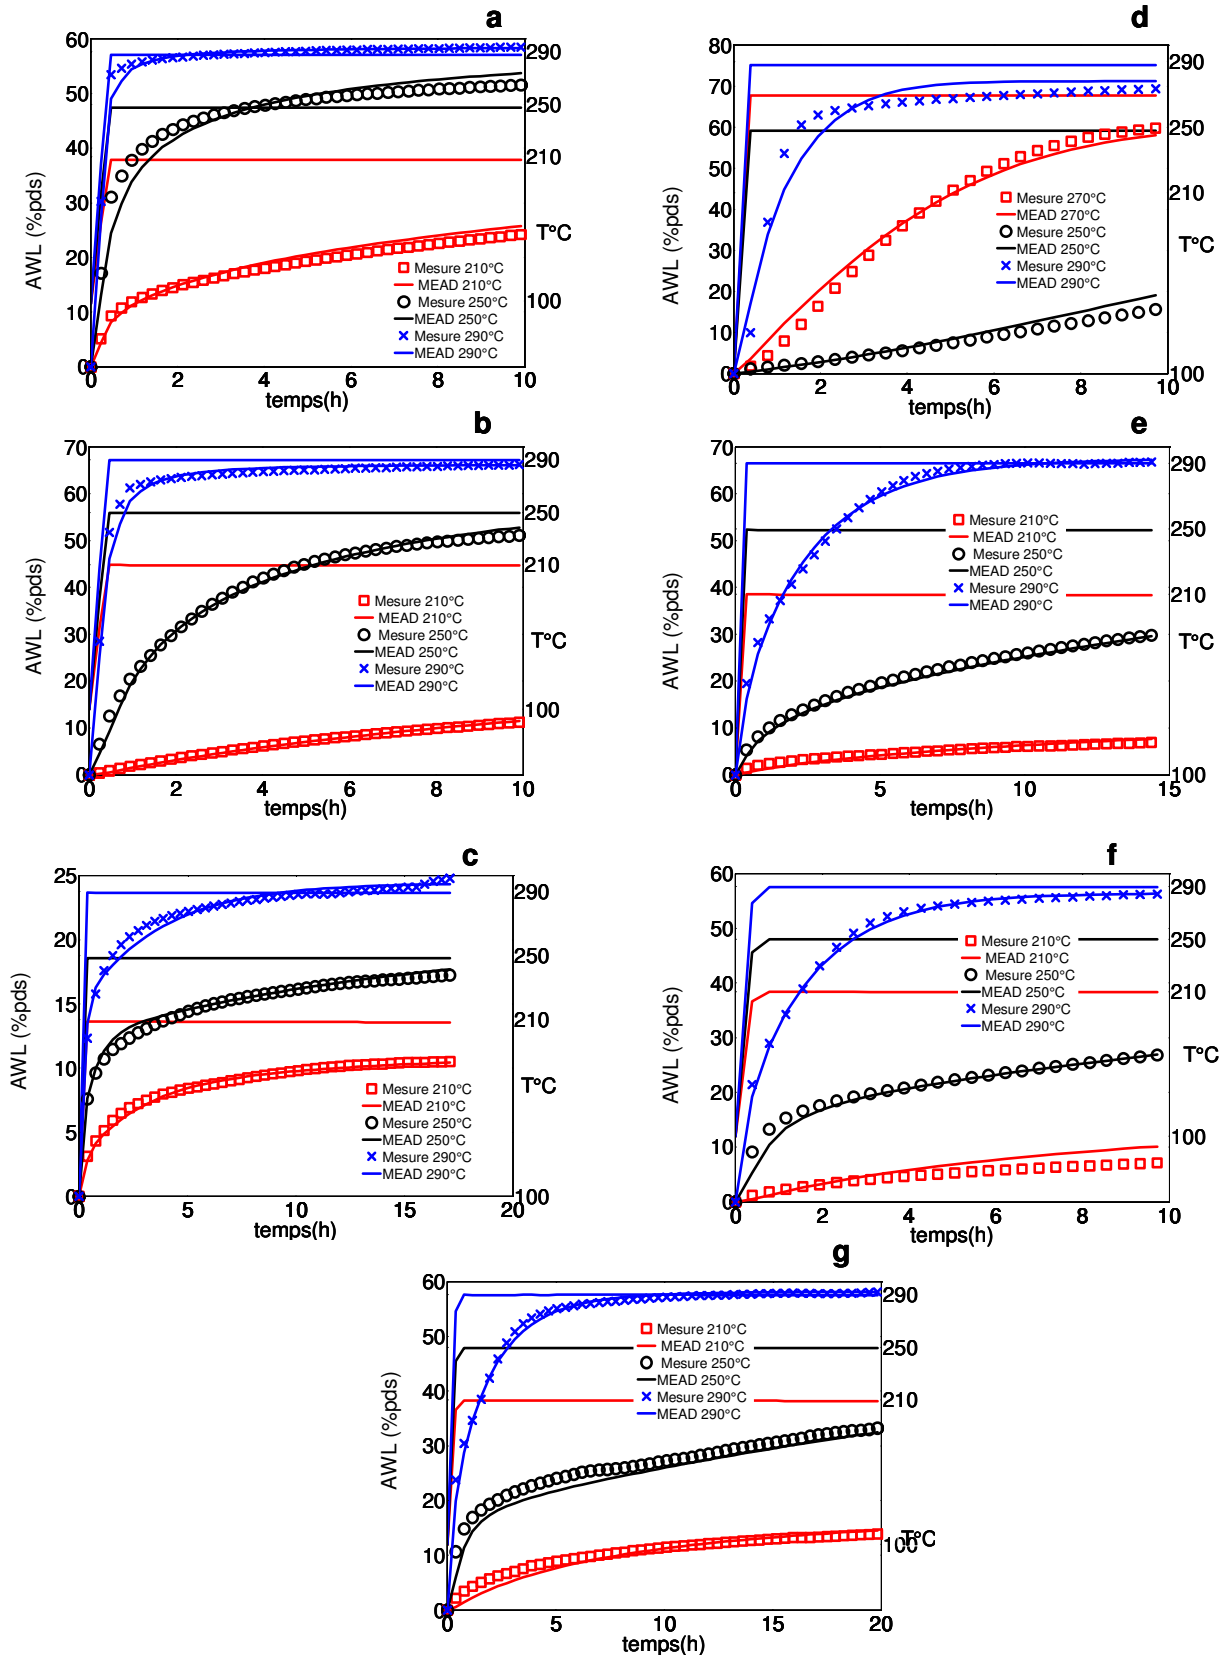 a
60
50
40
30
20
10
0
AWL (%pds)
290
250
210
T°C
100
Mesure 210°C
MEAD 210°C
Mesure 250°C
MEAD 250°C
Mesure 290°C
MEAD 290°C
0 2 4 6 8 10
temps(h)
d
80
70
60
50
40
30
20
10
0
AWL (%pds)
290
250
210
T°C
100
Mesure 270°C
MEAD 270°C
Mesure 250°C
MEAD 250°C
Mesure 290°C
MEAD 290°C
0 2 4 6 8 10
temps(h)
b
70
60
50
40
30
20
10
0
AWL (%pds)
290
250
210
T°C
100
Mesure 210°C
MEAD 210°C
Mesure 250°C
MEAD 250°C
Mesure 290°C
MEAD 290°C
0 2 4 6 8 10
temps(h)
e
70
60
50
40
30
20
10
0
AWL (%pds)
290
250
210
T°C
100
Mesure 210°C
MEAD 210°C
Mesure 250°C
MEAD 250°C
Mesure 290°C
MEAD 290°C
0 5 10 15
temps(h)
c
25
20
15
10
5
0
AWL (%pds)
290
250
210
T°C
100
Mesure 210°C
MEAD 210°C
Mesure 250°C
MEAD 250°C
Mesure 290°C
MEAD 290°C
0 5 10 15 20
temps(h)
f
60
50
40
30
20
10
0
AWL (%pds)
290
250
210
T°C
100
Mesure 210°C
MEAD 210°C
Mesure 250°C
MEAD 250°C
Mesure 290°C
MEAD 290°C
0 2 4 6 8 10
temps(h)
g
60
50
40
30
20
10
0
AWL (%pds)
290
250
210
100
T°C
Mesure 210°C
MEAD 210°C
Mesure 250°C
MEAD 250°C
Mesure 290°C
MEAD 290°C
0 5 10 15 20
temps(h)